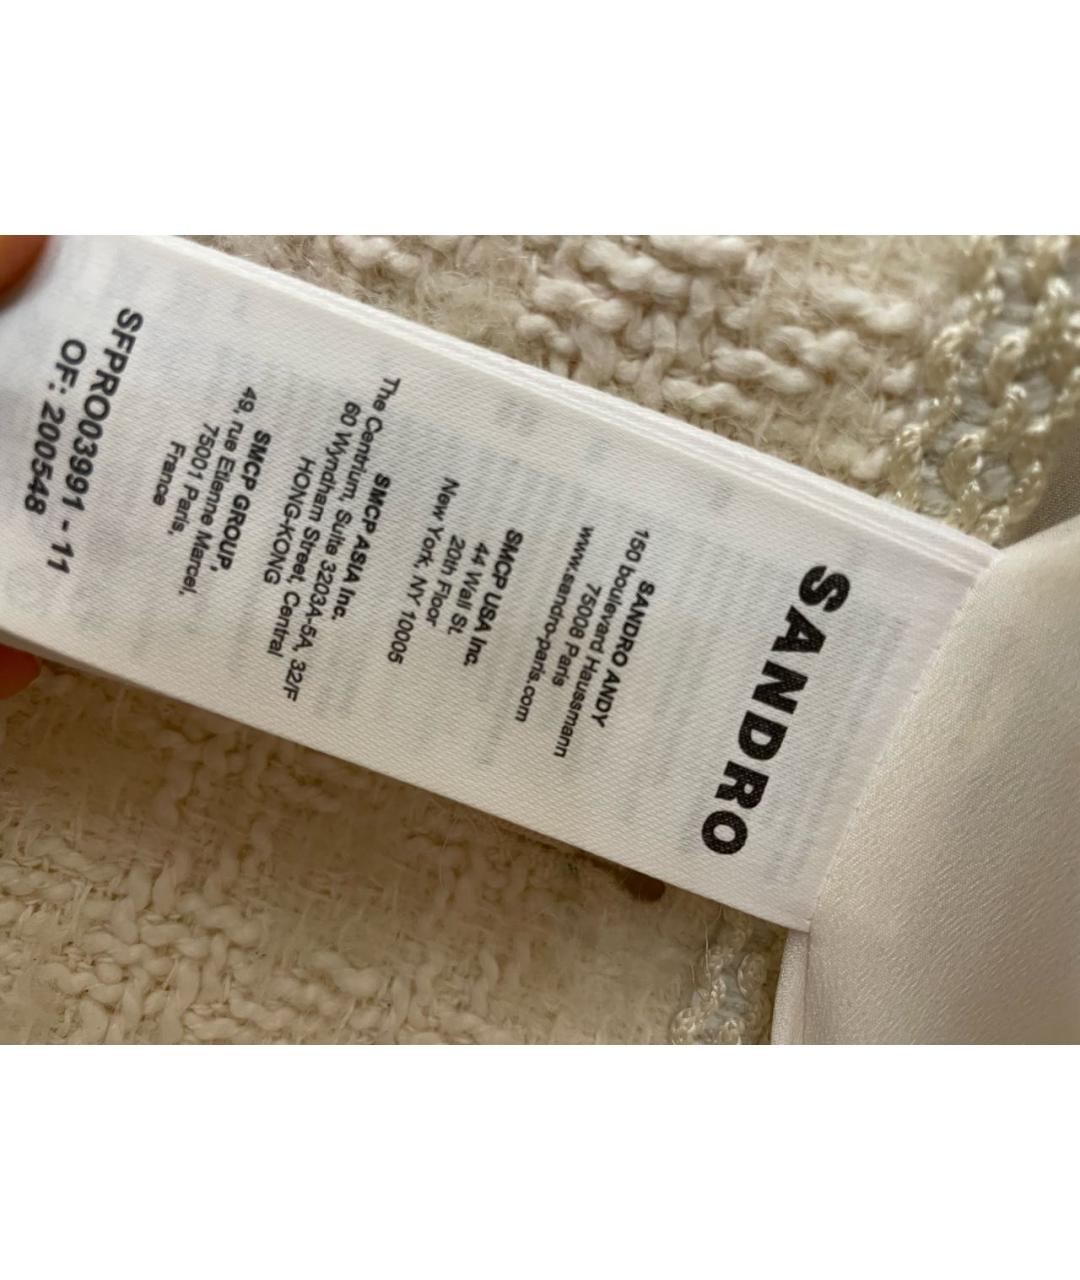 SANDRO
SANDRO ANDY
150 boulevard Haussmann
75008 Paris
www.sandro-paris.com
SMCP USA Inc.
44 Wall St.
20th Floor
New York, NY 10005
SMCP ASIA Inc.
The Centrium, Suite 3203A-5A, 32/F
60 Wyndham Street, Central
HONG-KONG
SMCP GROUP,
49, rue Etienne Marcel,
75001 Paris,
France
SFPRO03991 - 11
OF: 200548